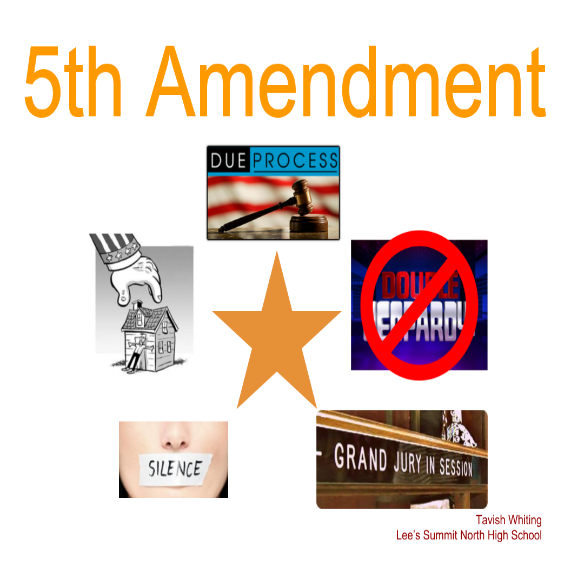 5th Amendment
DUE PROCESS
DOUBLE
JEOPARDY
SILENCE
GRAND JURY IN SESSION
Tavish Whiting
Lee's Summit North High School